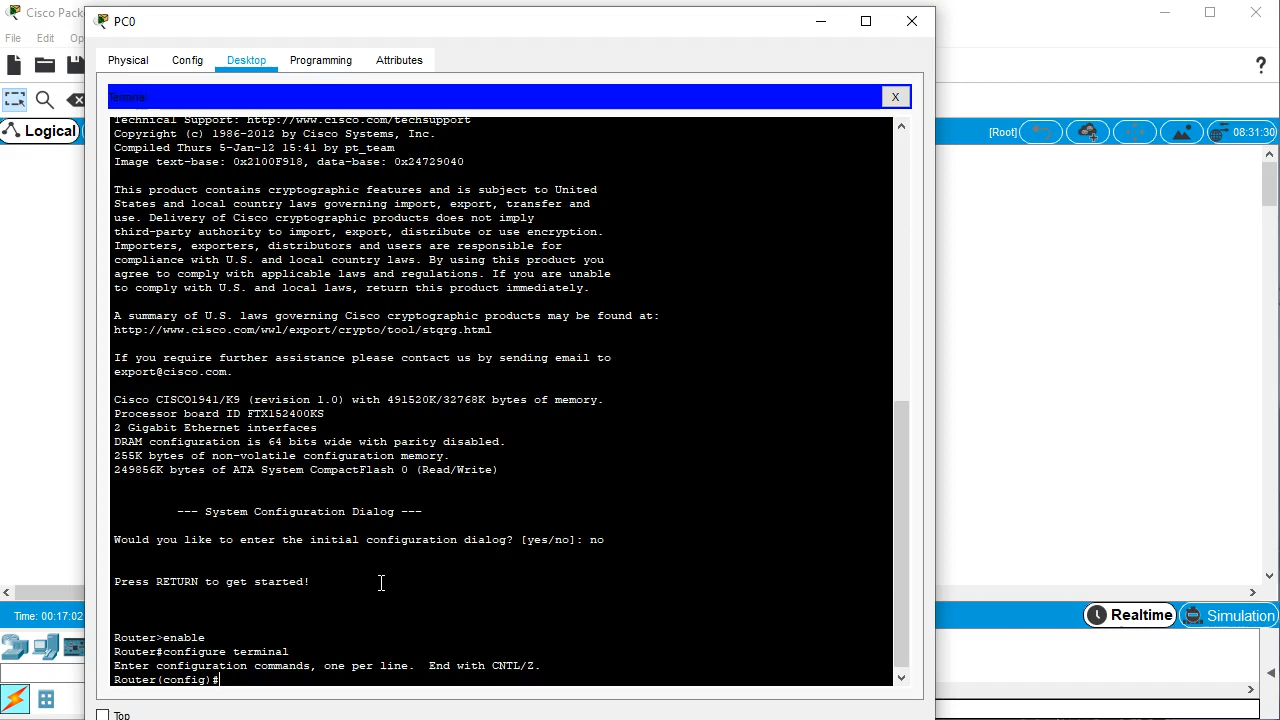 Cisco Pack
PC0
File Edit Op
Physical Config Desktop Programming Attributes
?
Terminal
X
Logical
[Root]
08:31:30
Technical Support: http://www.cisco.com/techsupport
Copyright (c) 1986-2012 by Cisco Systems, Inc.
Compiled Thurs 5-Jan-12 15:41 by pt_team
Image text-base: 0x2100F918, data-base: 0x24729040
This product contains cryptographic features and is subject to United
States and local country laws governing import, export, transfer and
use. Delivery of Cisco cryptographic products does not imply
third-party authority to import, export, distribute or use encryption.
Importers, exporters, distributors and users are responsible for
compliance with U.S. and local country laws. By using this product you
agree to comply with applicable laws and regulations. If you are unable
to comply with U.S. and local laws, return this product immediately.
A summary of U.S. laws governing Cisco cryptographic products may be found at:
http://www.cisco.com/wwl/export/crypto/tool/stqrg.html
If you require further assistance please contact us by sending email to
export@cisco.com.
Cisco CISCO1941/K9 (revision 1.0) with 491520K/32768K bytes of memory.
Processor board ID FTX152400KS
2 Gigabit Ethernet interfaces
DRAM configuration is 64 bits wide with parity disabled.
255K bytes of non-volatile configuration memory.
249856K bytes of ATA System CompactFlash 0 (Read/Write)
--- System Configuration Dialog ---
Would you like to enter the initial configuration dialog? [yes/no]: no
Press RETURN to get started!
Time: 00:17:02
Realtime
Simulation
Router>enable
Router#configure terminal
Enter configuration commands, one per line.  End with CNTL/Z.
Router(config)#
Top